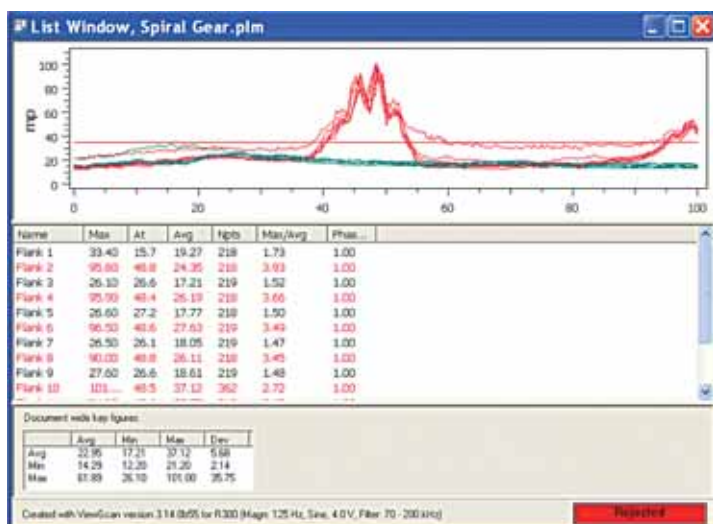 List Window, Spiral Gear.plm
100
80
60
40
20
0
mp
0 20 40 60 80 100
Name Max At Avg Npts Max/Avg Phas...
Flank 1 33.40 15.7 19.27 218 1.73 1.00
Flank 2 95.80 48.8 24.35 218 3.93 1.00
Flank 3 26.10 26.6 17.21 219 1.52 1.00
Flank 4 95.90 48.4 26.19 218 3.66 1.00
Flank 5 26.60 27.2 17.77 218 1.50 1.00
Flank 6 96.50 48.6 27.63 219 3.49 1.00
Flank 7 26.50 26.1 18.05 219 1.47 1.00
Flank 8 90.00 48.8 26.11 218 3.45 1.00
Flank 9 27.60 26.6 18.61 219 1.48 1.00
Flank 10 101.... 48.5 37.12 362 2.72 1.00
Document wide key figures:
Avg Min Max Dev
Avg 22.95 17.21 37.12 5.68
Min 14.29 12.20 21.20 2.14
Max 61.89 26.10 101.00 35.75
Created with ViewScan version 3.14.0b55 for R300 (Magn: 125 Hz, Sine, 4.0 V, Filter: 70 - 200 kHz)
Rejected